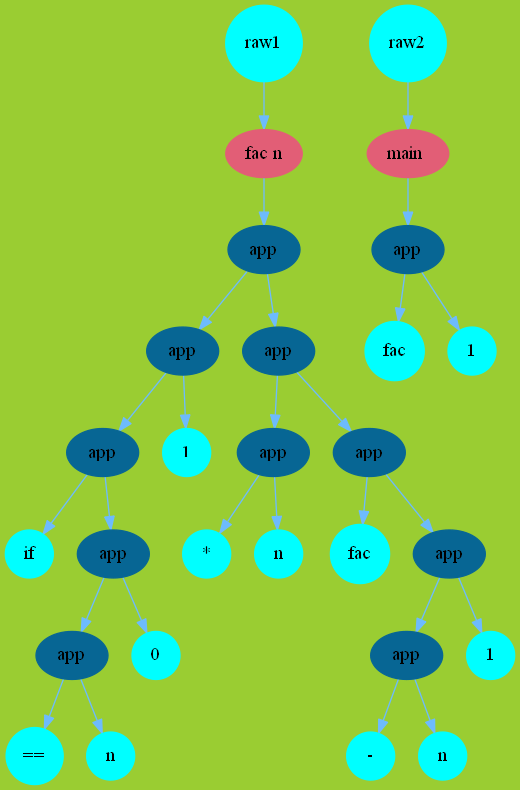 raw1 raw2
fac n main
app app
app app fac 1
app 1 app app
if app * n fac app
app 0 app 1
== n - n